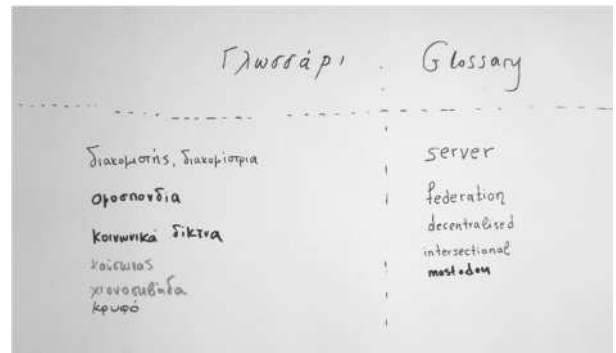 Γλωσσάρι Glossary
διακομιστής, διακομίστρια server
ομοσπονδία federation
decentralised
κοινωνικά δίκτυα
intersectional
mastodon
κρυφό